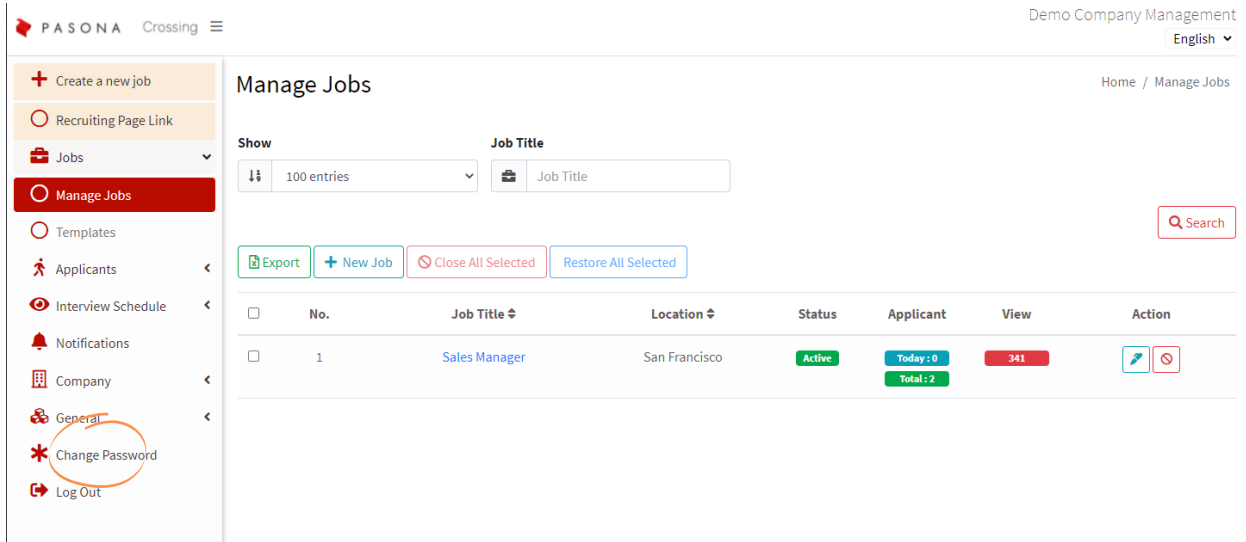 PASONA Crossing
Demo Company Management
English
Create a new job
Recruiting Page Link
Jobs
Manage Jobs
Templates
Applicants
Interview Schedule
Notifications
Company
General
Change Password
Log Out
Manage Jobs
Home / Manage Jobs
Show
Job Title
100 entries
Job Title
Search
Export
New Job
Close All Selected
Restore All Selected
No. Job Title Location Status Applicant View Action
1 Sales Manager San Francisco Active Today : 0 341
Total : 2